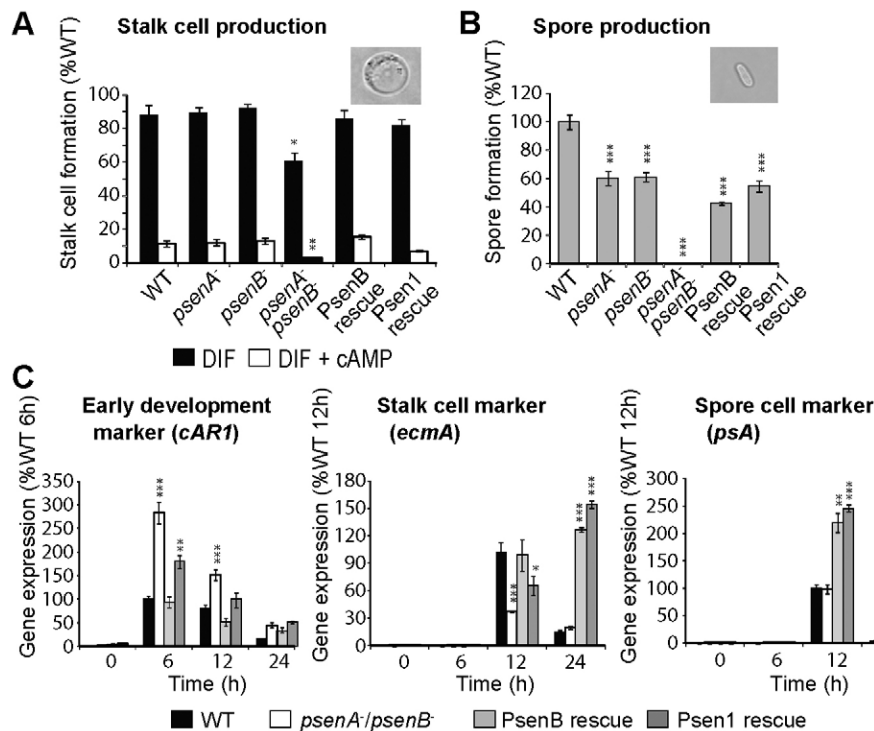 A Stalk cell production
Stalk cell formation (%WT)
100
80
60
40
20
0
*
**
WT
psenA-
psenB-
psenA- psenB-
PsenB rescue
Psen1 rescue
DIF DIF + cAMP
B Spore production
Spore formation (%WT)
120
100
80
60
40
20
0
***
***
***
***
***
WT
psenA-
psenB-
psenA- psenB-
PsenB rescue
Psen1 rescue
C
Early development marker (cAR1)
Gene expression (%WT 6h)
350
300
250
200
150
100
50
0
***
**
***
0 6 12 24
Time (h)
Stalk cell marker (ecmA)
Gene expression (%WT 12h)
180
150
120
90
60
30
0
***
*
***
***
0 6 12 24
Time (h)
Spore cell marker (psA)
Gene expression (%WT 12h)
300
250
200
150
100
50
0
**
***
0 6 12
Time (h)
WT psenA-/psenB- PsenB rescue Psen1 rescue